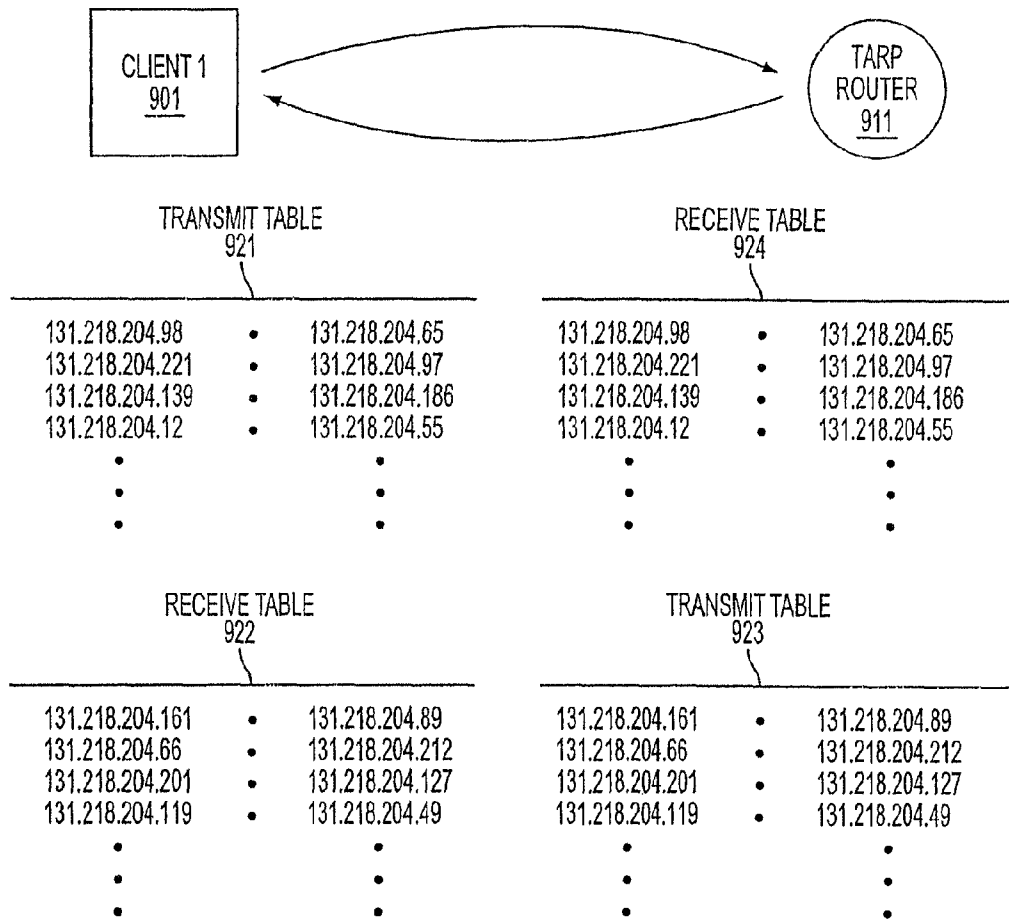 CLIENT 1
901
TARP
ROUTER
911
TRANSMIT TABLE
921
131.218.204.98 • 131.218.204.65
131.218.204.221 • 131.218.204.97
131.218.204.139 • 131.218.204.186
131.218.204.12 • 131.218.204.55
RECEIVE TABLE
924
131.218.204.98 • 131.218.204.65
131.218.204.221 • 131.218.204.97
131.218.204.139 • 131.218.204.186
131.218.204.12 • 131.218.204.55
RECEIVE TABLE
922
131.218.204.161 • 131.218.204.89
131.218.204.66 • 131.218.204.212
131.218.204.201 • 131.218.204.127
131.218.204.119 • 131.218.204.49
TRANSMIT TABLE
923
131.218.204.161 • 131.218.204.89
131.218.204.66 • 131.218.204.212
131.218.204.201 • 131.218.204.127
131.218.204.119 • 131.218.204.49